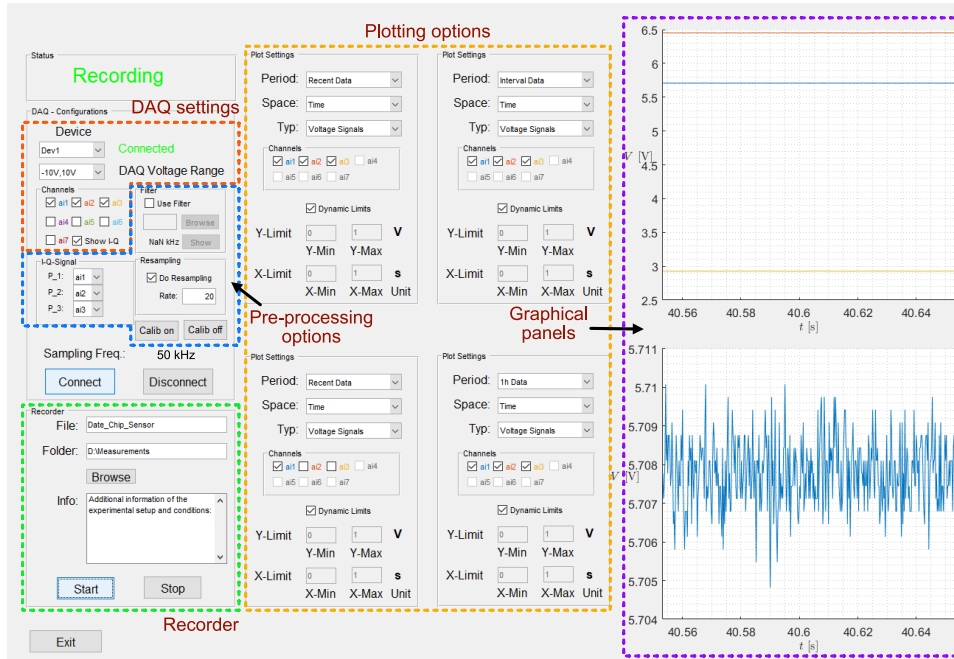 Plotting options
Status
Recording
DAQ - Configurations
DAQ settings
Device
Dev1
Connected
-10V,10V
DAQ Voltage Range
Channels
ai1 ai2 ai3
ai4 ai5 ai6
ai7 Show I-Q
Filter
Use Filter
Browse
NaN kHz Show
I-Q-Signal
P_1: ai1
P_2: ai2
P_3: ai3
Resampling
Do Resampling
Rate: 20
Calib on Calib off
Pre-processing
options
Sampling Freq.: 50 kHz
Connect Disconnect
Recorder
File: Date_Chip_Sensor
Folder: D:\Measurements
Browse
Info: Additional information of the
experimental setup and conditions:
Start Stop
Recorder
Exit
Plot Settings
Period: Recent Data
Space: Time
Typ: Voltage Signals
Channels
ai1 ai2 ai3 ai4
ai5 ai6 ai7
Dynamic Limits
Y-Limit 0 1 V
Y-Min Y-Max
X-Limit 0 1 s
X-Min X-Max Unit
Plot Settings
Period: Interval Data
Space: Time
Typ: Voltage Signals
Channels
ai1 ai2 ai3 ai4
ai5 ai6 ai7
Dynamic Limits
Y-Limit 0 1 V
Y-Min Y-Max
X-Limit 0 1 s
X-Min X-Max Unit
Graphical
panels
Plot Settings
Period: Recent Data
Space: Time
Typ: Voltage Signals
Channels
ai1 ai2 ai3 ai4
ai5 ai6 ai7
Dynamic Limits
Y-Limit 0 1 V
Y-Min Y-Max
X-Limit 0 1 s
X-Min X-Max Unit
Plot Settings
Period: 1h Data
Space: Time
Typ: Voltage Signals
Channels
ai1 ai2 ai3 ai4
ai5 ai6 ai7
Dynamic Limits
Y-Limit 0 1 V
Y-Min Y-Max
X-Limit 0 1 s
X-Min X-Max Unit
6.5
6
5.5
5
4.5
4
3.5
3
2.5
V [V]
40.56 40.58 40.6 40.62 40.64
t [s]
5.711
5.71
5.709
5.708
5.707
5.706
5.705
5.704
V [V]
40.56 40.58 40.6 40.62 40.64
t [s]